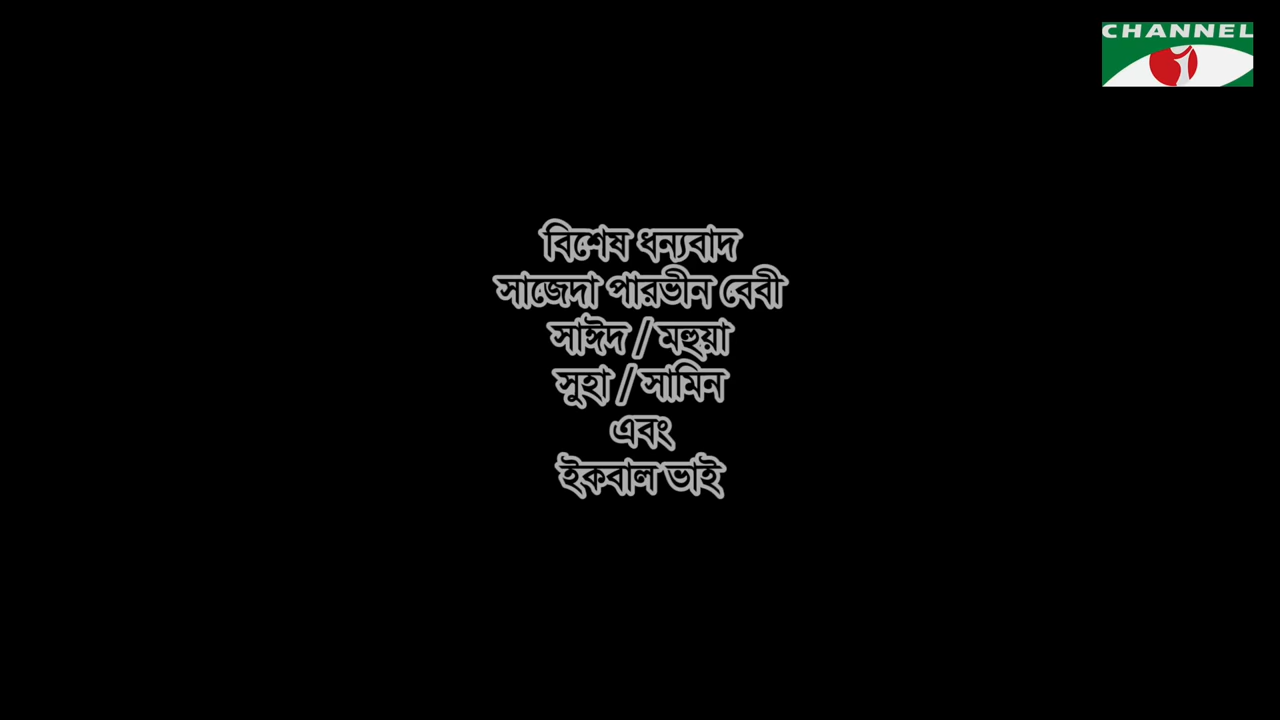 CHANNEL
বিশেষ ধন্যবাদ
সাজেদা পারভীন বেবী
সাঈদ / মহুয়া
সুহা / সামিন
এবং
ইকবাল ভাই